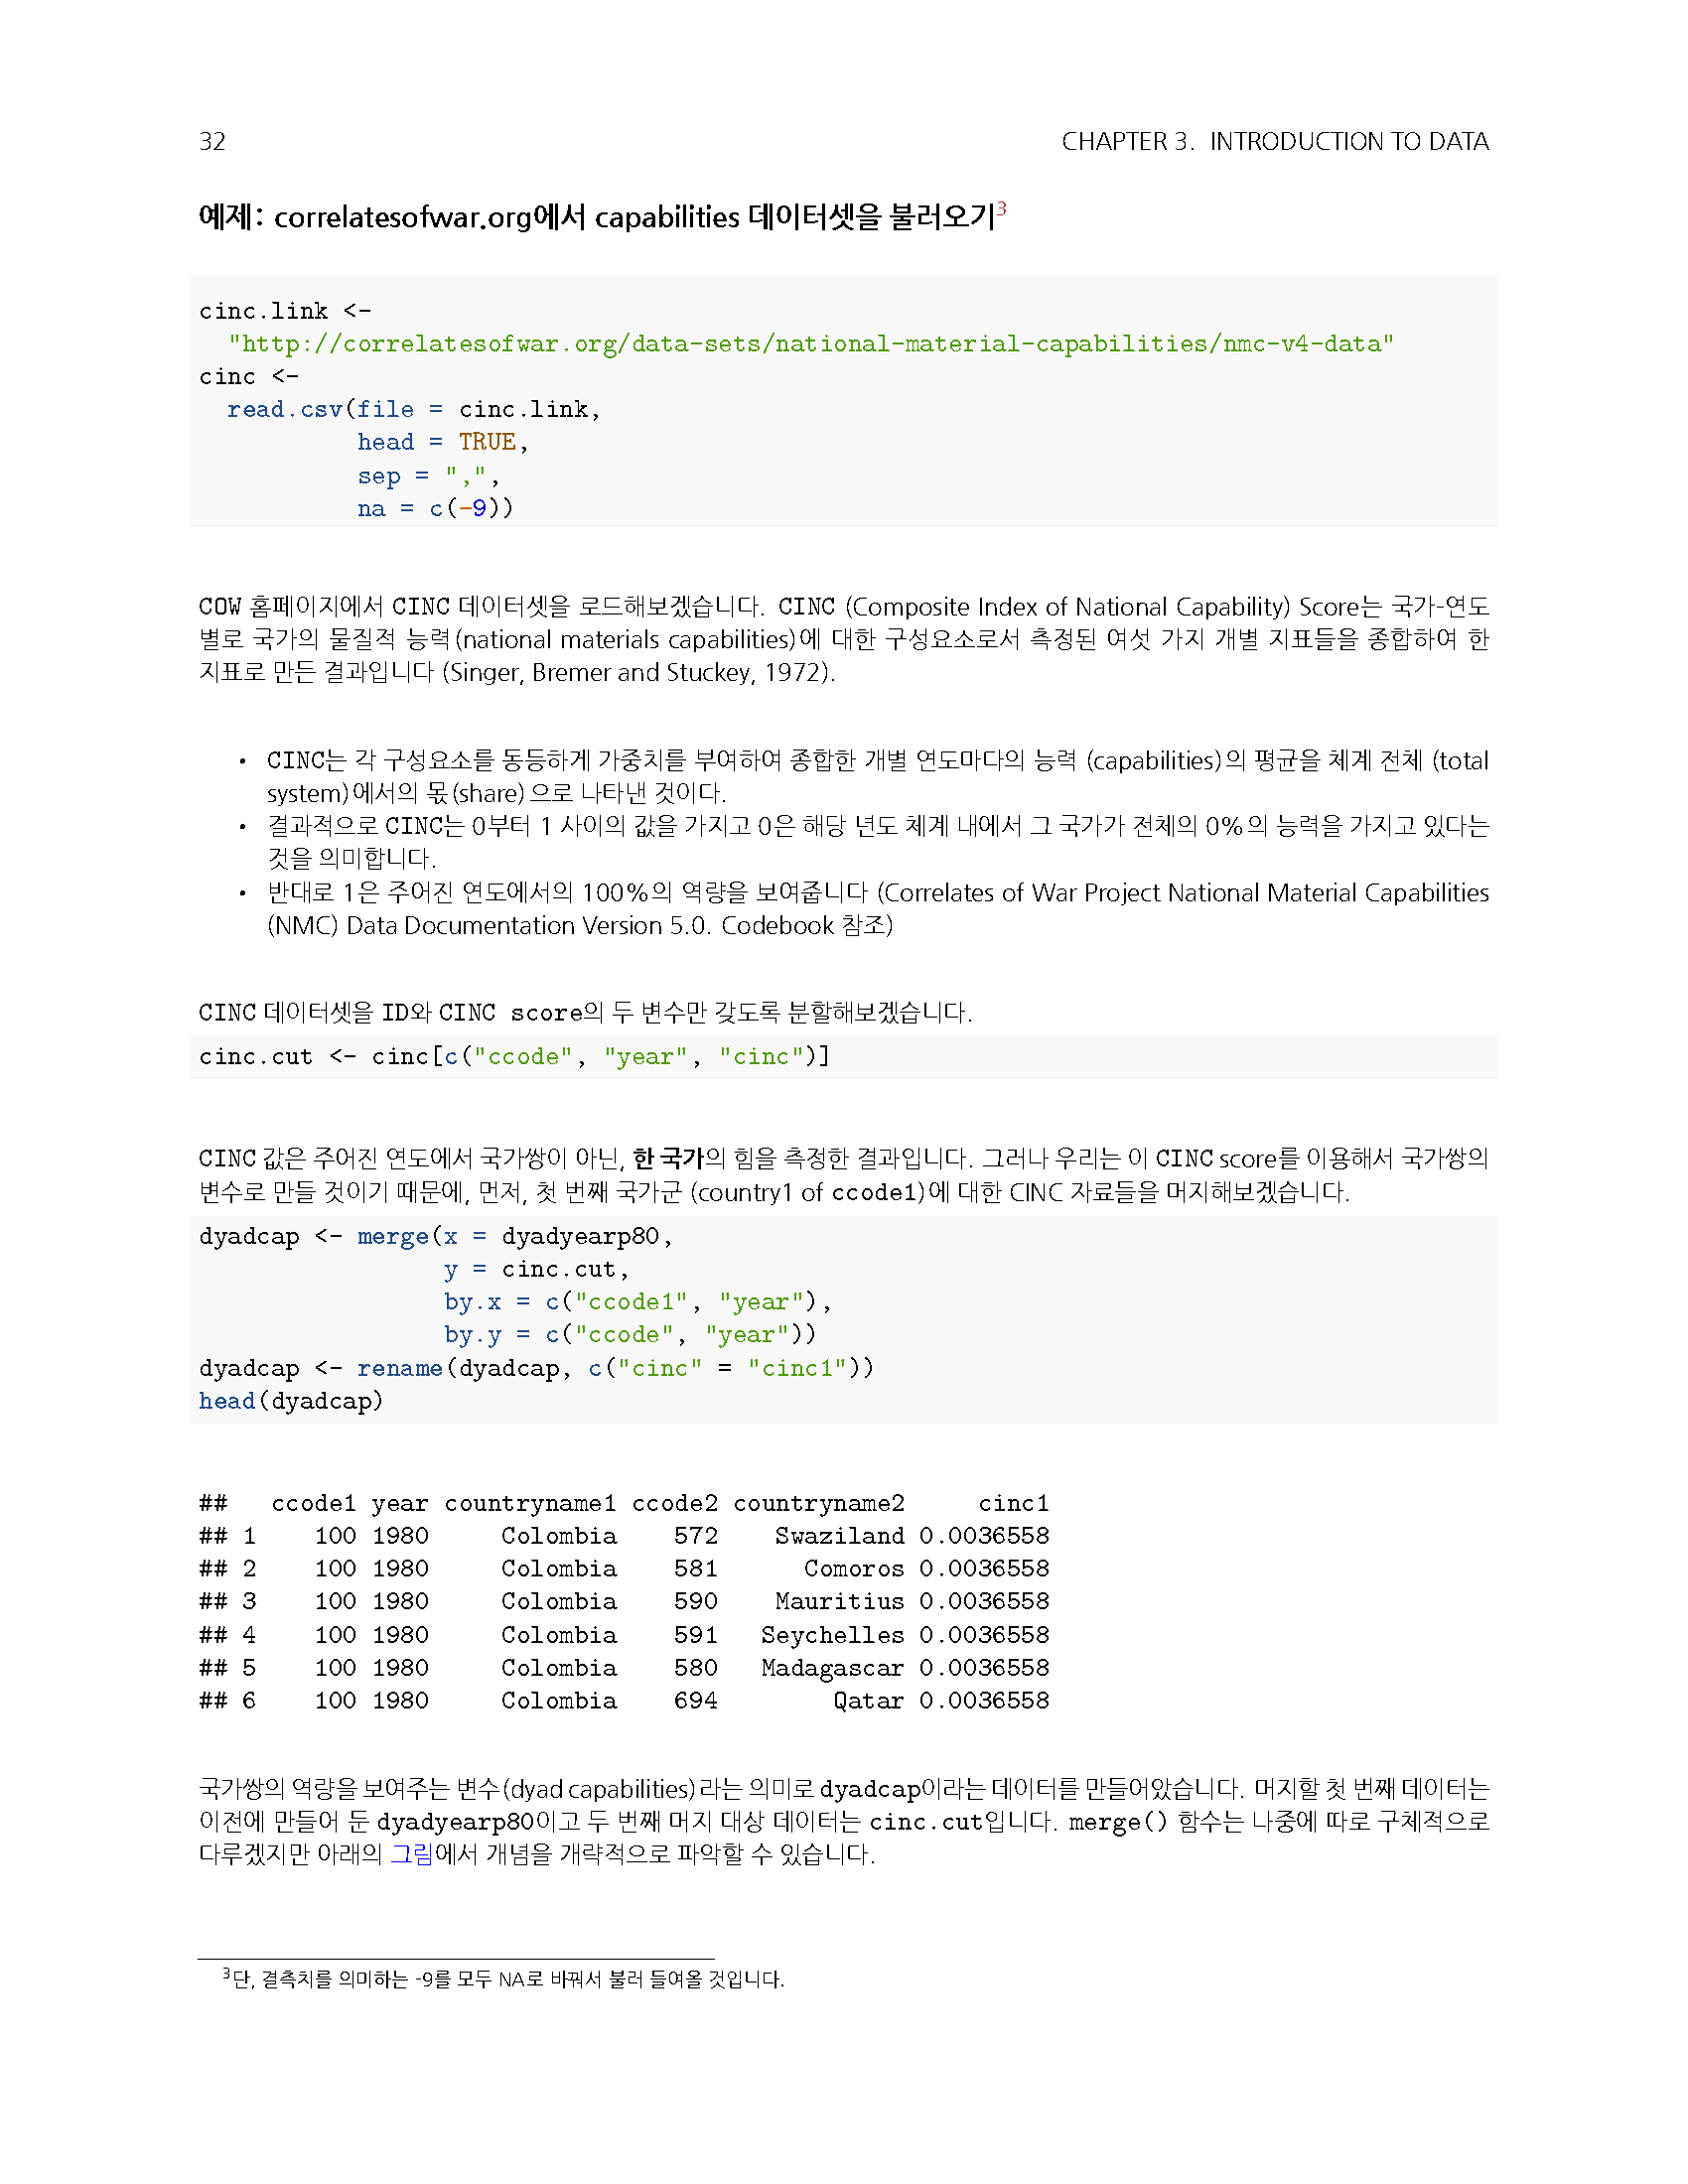 32 CHAPTER 3. INTRODUCTION TO DATA
예제: correlatesofwar.org에서 capabilities 데이터셋을 불러오기3
cinc.link <-
"http://correlatesofwar.org/data-sets/national-material-capabilities/nmc-v4-data"
cinc <-
read.csv(file = cinc.link,
head = TRUE,
sep = ",",
na = c(-9))
COW 홈페이지에서 CINC 데이터셋을 로드해보겠습니다. CINC (Composite Index of National Capability) Score는 국가-연도
별로 국가의 물질적 능력(national materials capabilities)에 대한 구성요소로서 측정된 여섯 가지 개별 지표들을 종합하여 한
지표로 만든 결과입니다 (Singer, Bremer and Stuckey, 1972).
• CINC는 각 구성요소를 동등하게 가중치를 부여하여 종합한 개별 연도마다의 능력 (capabilities)의 평균을 체계 전체 (total
system)에서의 몫(share)으로 나타낸 것이다.
• 결과적으로 CINC는 0부터 1 사이의 값을 가지고 0은 해당 년도 체계 내에서 그 국가가 전체의 0%의 능력을 가지고 있다는
것을 의미합니다.
• 반대로 1은 주어진 연도에서의 100%의 역량을 보여줍니다 (Correlates of War Project National Material Capabilities
(NMC) Data Documentation Version 5.0. Codebook 참조)
CINC 데이터셋을 ID와 CINC score의 두 변수만 갖도록 분할해보겠습니다.
cinc.cut <- cinc[c("ccode", "year", "cinc")]
CINC 값은 주어진 연도에서 국가쌍이 아닌, 한 국가의 힘을 측정한 결과입니다. 그러나 우리는 이 CINC score를 이용해서 국가쌍의
변수로 만들 것이기 때문에, 먼저, 첫 번째 국가군 (country1 of ccode1)에 대한 CINC 자료들을 머지해보겠습니다.
dyadcap <- merge(x = dyadyearp80,
y = cinc.cut,
by.x = c("ccode1", "year"),
by.y = c("ccode", "year"))
dyadcap <- rename(dyadcap, c("cinc" = "cinc1"))
head(dyadcap)
## ccode1 year countryname1 ccode2 countryname2 cinc1
## 1 100 1980 Colombia 572 Swaziland 0.0036558
## 2 100 1980 Colombia 581 Comoros 0.0036558
## 3 100 1980 Colombia 590 Mauritius 0.0036558
## 4 100 1980 Colombia 591 Seychelles 0.0036558
## 5 100 1980 Colombia 580 Madagascar 0.0036558
## 6 100 1980 Colombia 694 Qatar 0.0036558
국가쌍의 역량을 보여주는 변수(dyad capabilities)라는 의미로 dyadcap이라는 데이터를 만들어았습니다. 머지할 첫 번째 데이터는
이전에 만들어 둔 dyadyearp80이고 두 번째 머지 대상 데이터는 cinc.cut입니다. merge() 함수는 나중에 따로 구체적으로
다루겠지만 아래의 그림에서 개념을 개략적으로 파악할 수 있습니다.
3단, 결측치를 의미하는 -9를 모두 NA로 바꿔서 불러 들여올 것입니다.